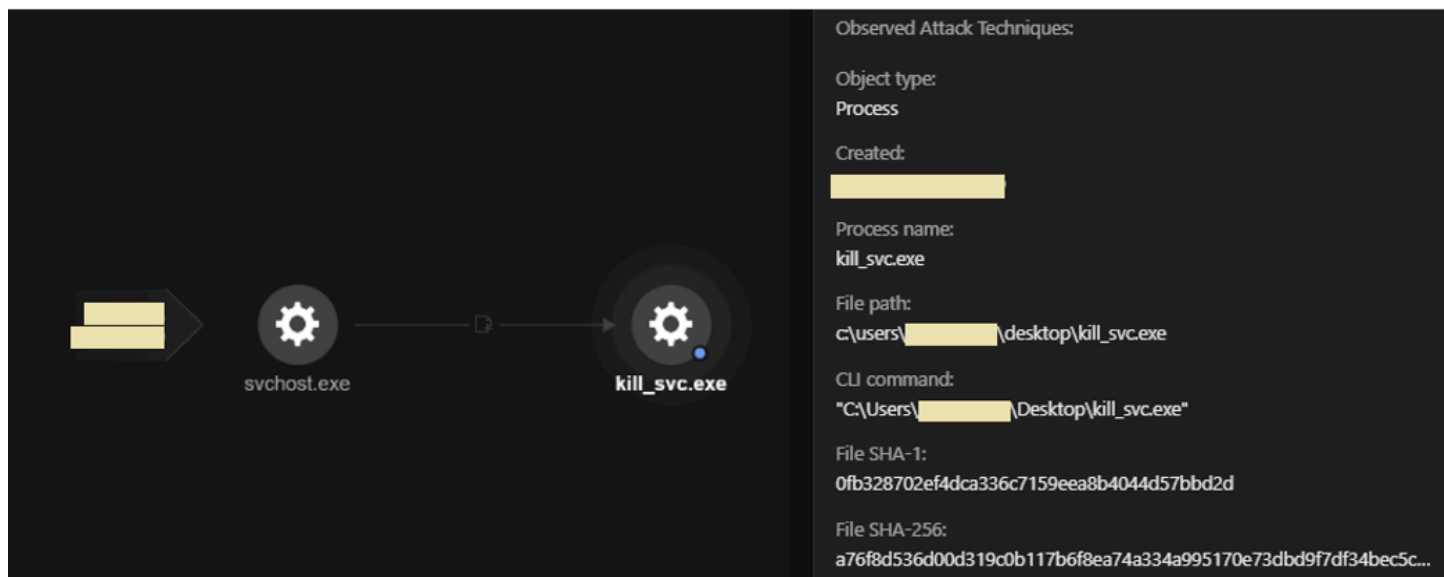 svchost.exe
kill_svc.exe
Observed Attack Techniques:
Object type:
Process
Created:
Process name:
kill_svc.exe
File path:
c:\users\ \desktop\kill_svc.exe
CLI command:
"C:\Users\ \Desktop\kill_svc.exe"
File SHA-1:
0fb328702ef4dca336c7159eea8b4044d57bbd2d
File SHA-256:
a76f8d536d00d319c0b117b6f8ea74a334a995170e73dbd9f7df34bec5c...